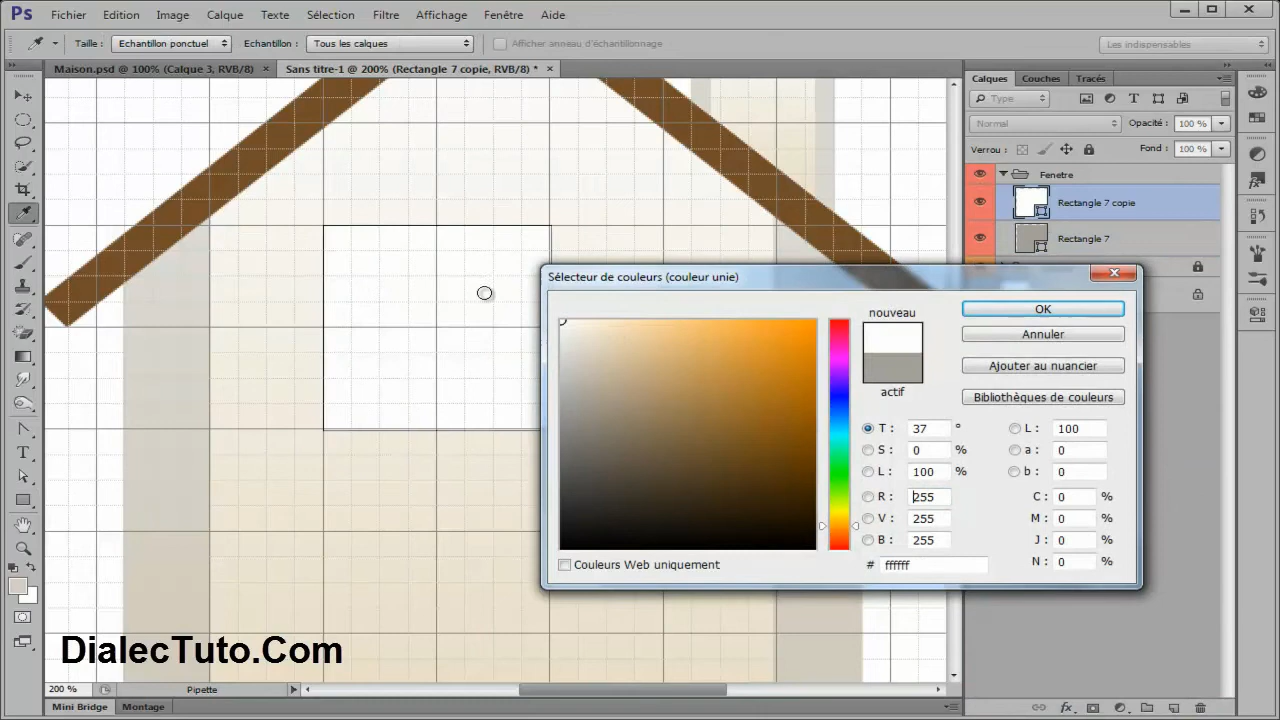 Ps Fichier Edition Image Calque Texte Sélection Filtre Affichage Fenêtre Aide
Taille : Echantillon ponctuel Echantillon : Tous les calques Afficher anneau d'échantillonnage Les indispensables
Maison.psd @ 100% (Calque 3, RVB/8) × Sans titre-1 @ 200% (Rectangle 7 copie, RVB/8) * ×
Calques Couches Tracés
Type
Normal Opacité : 100 %
Verrou : Fond : 100 %
Fenetre
Rectangle 7 copie
Rectangle 7
Sélecteur de couleurs (couleur unie)
nouveau
actif
OK
Annuler
Ajouter au nuancier
Bibliothèques de couleurs
T : 37 ° L : 100
S : 0 % a : 0
L : 100 % b : 0
R : 255 C : 0 %
V : 255 M : 0 %
B : 255 J : 0 %
# ffffff N : 0 %
Couleurs Web uniquement
DialecTuto.Com
200 % Pipette
Mini Bridge Montage